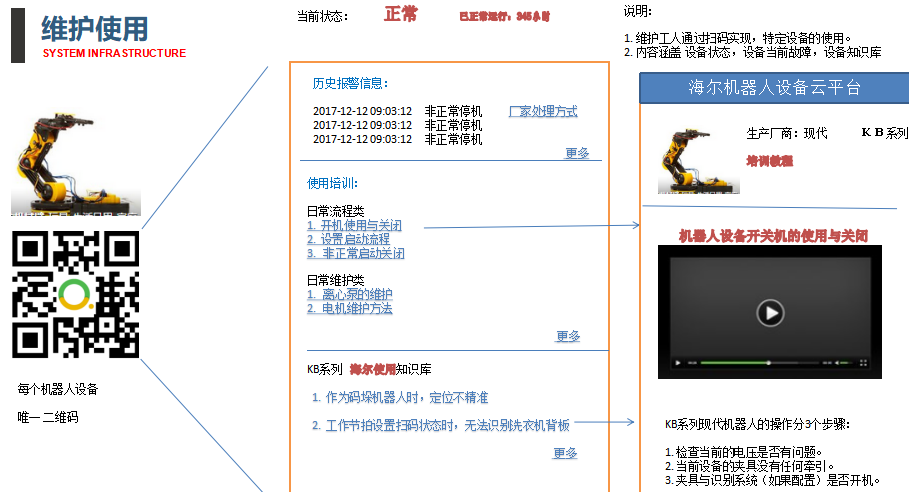 维护使用
SYSTEM INFRASTRUCTURE
每个机器人设备
唯一二维码
当前状态： 正常 已正常运行：345小时
历史报警信息：
2017-12-12 09:03:12 非正常停机 厂家处理方式
2017-12-12 09:03:12 非正常停机
2017-12-12 09:03:12 非正常停机
更多
使用培训：
日常流程类
1. 开机使用与关闭
2. 设置启动流程
3. 非正常启动关闭
日常维护类
1. 离心泵的维护
2. 电机维护方法
更多
KB系列 海尔使用知识库
1. 作为码垛机器人时，定位不精准
2. 工作节拍设置扫码状态时，无法识别洗衣机背板
更多
说明：
1. 维护工人通过扫码实现，特定设备的使用。
2. 内容涵盖 设备状态，设备当前故障，设备知识库
海尔机器人设备云平台
生产厂商：现代 K B 系列
培训教程
机器人设备开关机的使用与关闭
KB系列现代机器人的操作分3个步骤：
1. 检查当前的电压是否有问题。
2. 当前设备的夹具没有任何牵引。
3. 夹具与识别系统（如果配置）是否开机。